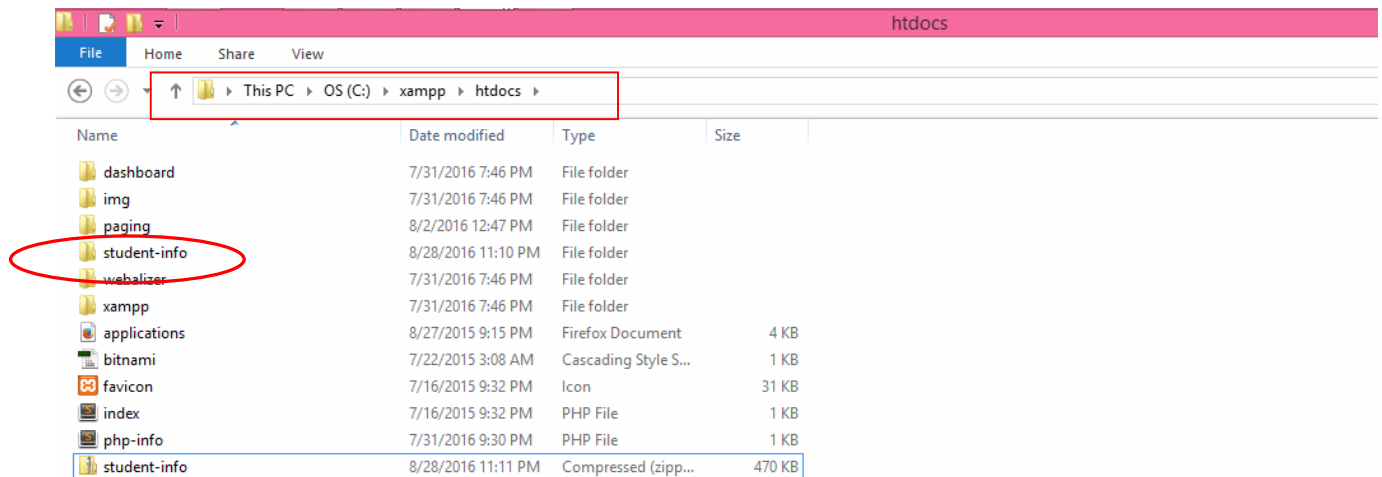 htdocs
File Home Share View
This PC OS (C:) xampp htdocs
Name Date modified Type Size
dashboard 7/31/2016 7:46 PM File folder
img 7/31/2016 7:46 PM File folder
paging 8/2/2016 12:47 PM File folder
student-info 8/28/2016 11:10 PM File folder
webalizer 7/31/2016 7:46 PM File folder
xampp 7/31/2016 7:46 PM File folder
applications 8/27/2015 9:15 PM Firefox Document 4 KB
bitnami 7/22/2015 3:08 AM Cascading Style S... 1 KB
favicon 7/16/2015 9:32 PM Icon 31 KB
index 7/16/2015 9:32 PM PHP File 1 KB
php-info 7/31/2016 9:30 PM PHP File 1 KB
student-info 8/28/2016 11:11 PM Compressed (zipp... 470 KB